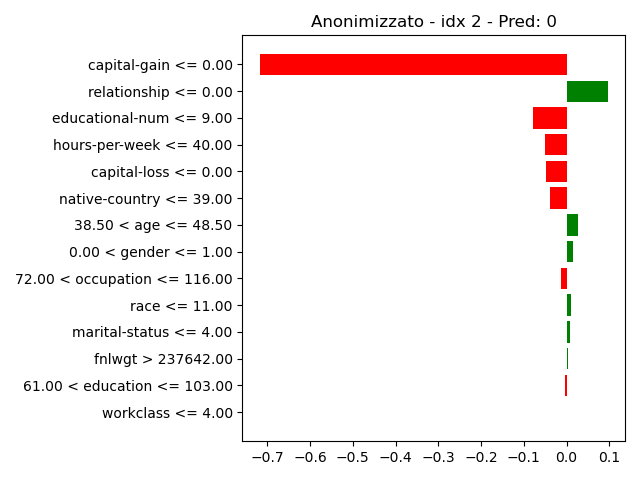 Anonimizzato - idx 2 - Pred: 0
capital-gain <= 0.00
relationship <= 0.00
educational-num <= 9.00
hours-per-week <= 40.00
capital-loss <= 0.00
native-country <= 39.00
38.50 < age <= 48.50
0.00 < gender <= 1.00
72.00 < occupation <= 116.00
race <= 11.00
marital-status <= 4.00
fnlwgt > 237642.00
61.00 < education <= 103.00
workclass <= 4.00
−0.7 −0.6 −0.5 −0.4 −0.3 −0.2 −0.1 0.0 0.1